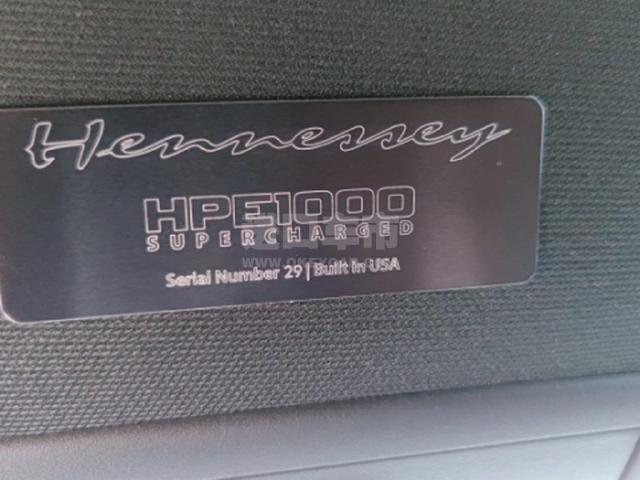 Hennessey
HPE1000
SUPERCHARGED
Serial Number 29 | Built in USA